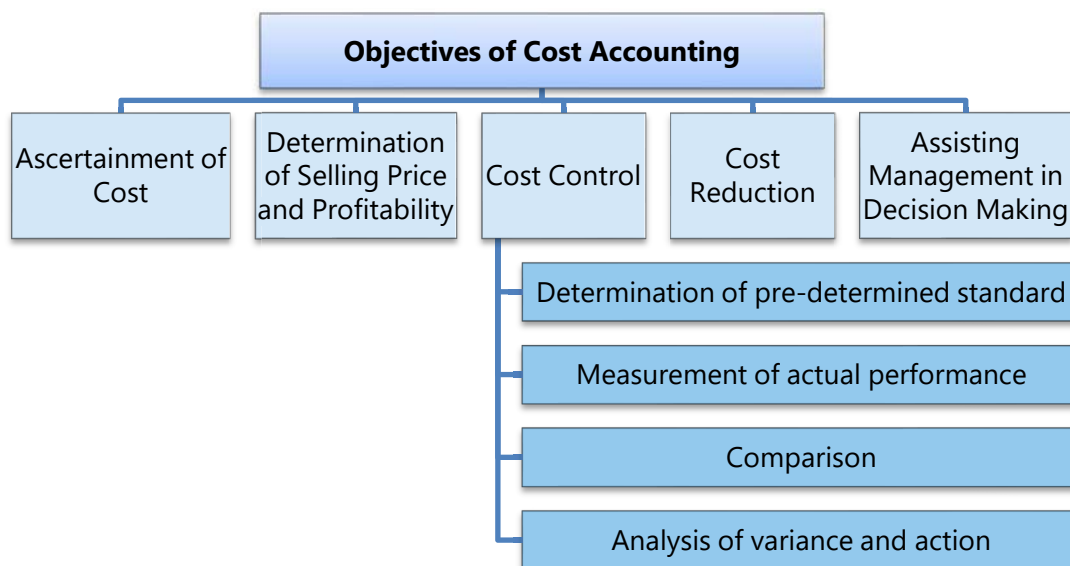 Objectives of Cost Accounting
Ascertainment of
Cost
Determination
of Selling Price
and Profitability
Cost Control
Cost
Reduction
Assisting
Management in
Decision Making
Determination of pre-determined standard
Measurement of actual performance
Comparison
Analysis of variance and action